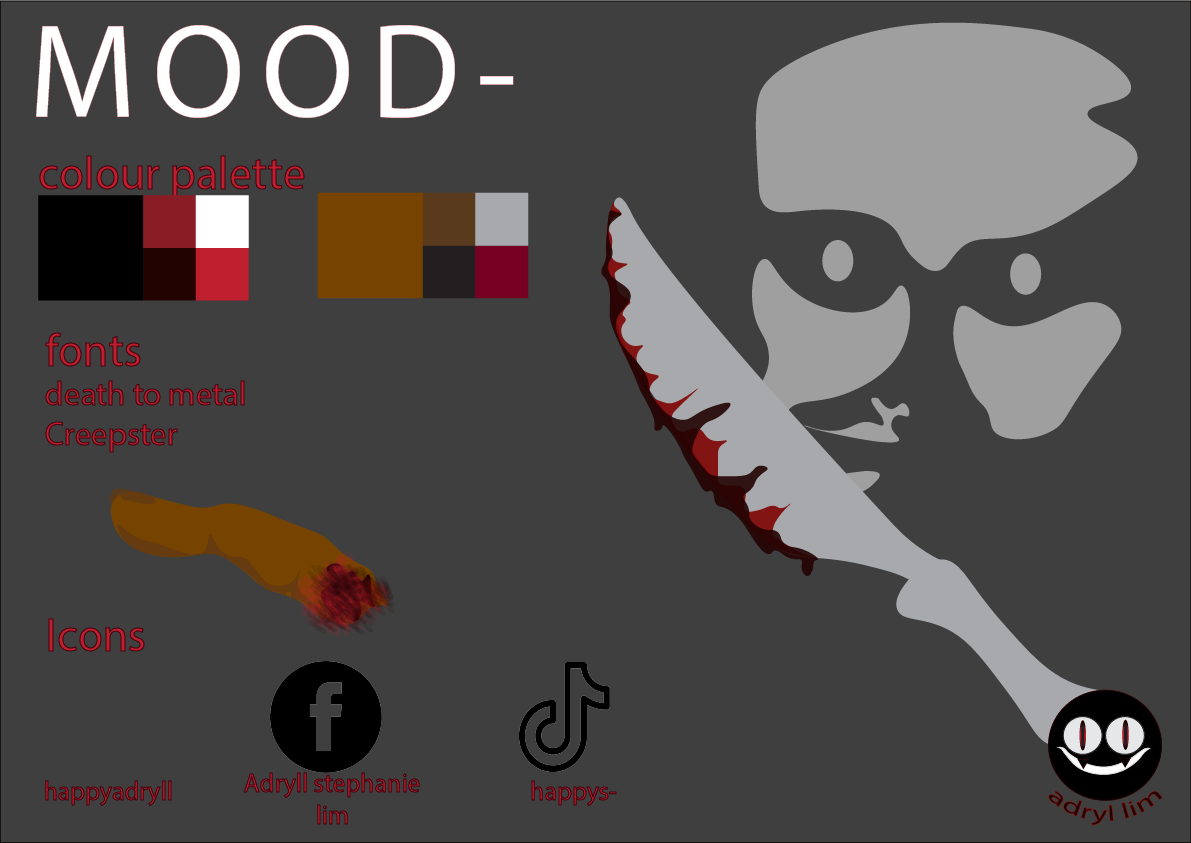 MOOD-
colour palette
fonts
death to metal
Creepster
Icons
f
happyadryll
Adryll stephanie
lim
happys-
adryl lim